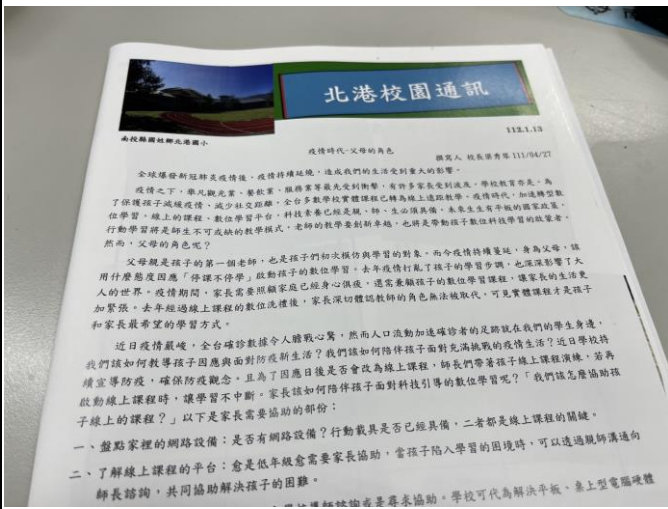 北港校園通訊
南投縣國姓鄉北港國小
112.1.13
疫情時代-父母的角色
撰寫人 校長 111/04/27
全球爆發新冠肺炎疫情後，疫情持續延燒，造成我們的生活受到重大的影響。
疫情之下，舉凡觀光業、餐飲業、服務業等最先受到衝擊，有許多家長受到波及，學校教育亦是。為
了保護孩子減緩疫情，減少社交距離，全台多數學校實體課程已轉為線上遠距教學，疫情時代，加速轉型數
位學習，線上的課程、數位學習平台，科技素養已經是親、師、生必須具備，未來生生有平板的國家政策，
行動學習將是師生不可或缺的教學模式，老師的教學要創新卓越，也將是帶動孩子數位科技學習的啟蒙者。
然而，父母的角色呢？
父母親是孩子的第一個老師，也是孩子們初次模仿與學習的對象，而今疫情持續蔓延，身為父母，該
用什麼態度因應「停課不停學」啟動孩子的數位學習。去年疫情打亂了孩子的學習步調，也深深影響了大
人的世界。疫情期間，家長需要照顧家庭已經身心俱疲，還需兼顧孩子的數位學習課程，讓家長的生活更
加緊張。去年經過線上課程的數位洗禮後，家長深切體認教師的角色無法被取代，可見實體課程才是孩子
和家長最希望的學習方式。
近日疫情嚴峻，全台確診數據令人膽戰心驚，然而人口流動加速確診者的足跡就在我們的學生身邊，
我們該如何教導孩子因應與面對防疫新生活？我們該如何陪伴孩子面對充滿挑戰的疫情生活？近日學校持
續宣導防疫，確保防疫觀念。且為了因應日後是否會改為線上課程，師長們帶著孩子線上課程演練，若再
啟動線上課程時，讓學習不中斷。家長該如何陪伴孩子面對科技引導的數位學習呢？「我們該怎麼協助孩
子線上的課程？」以下是家長需要協助的部份：
一、盤點家裡的網路設備：是否有網路設備？行動載具是否已經具備，二者都是線上課程的關鍵。
二、了解線上課程的平台：愈是低年級愈需要家長協助，當孩子陷入學習的困境時，可以透過親師溝通向
師長諮詢，共同協助解決孩子的困難。
導師諮詢或是尋求協助。學校可代為解決平板、桌上型電腦硬體